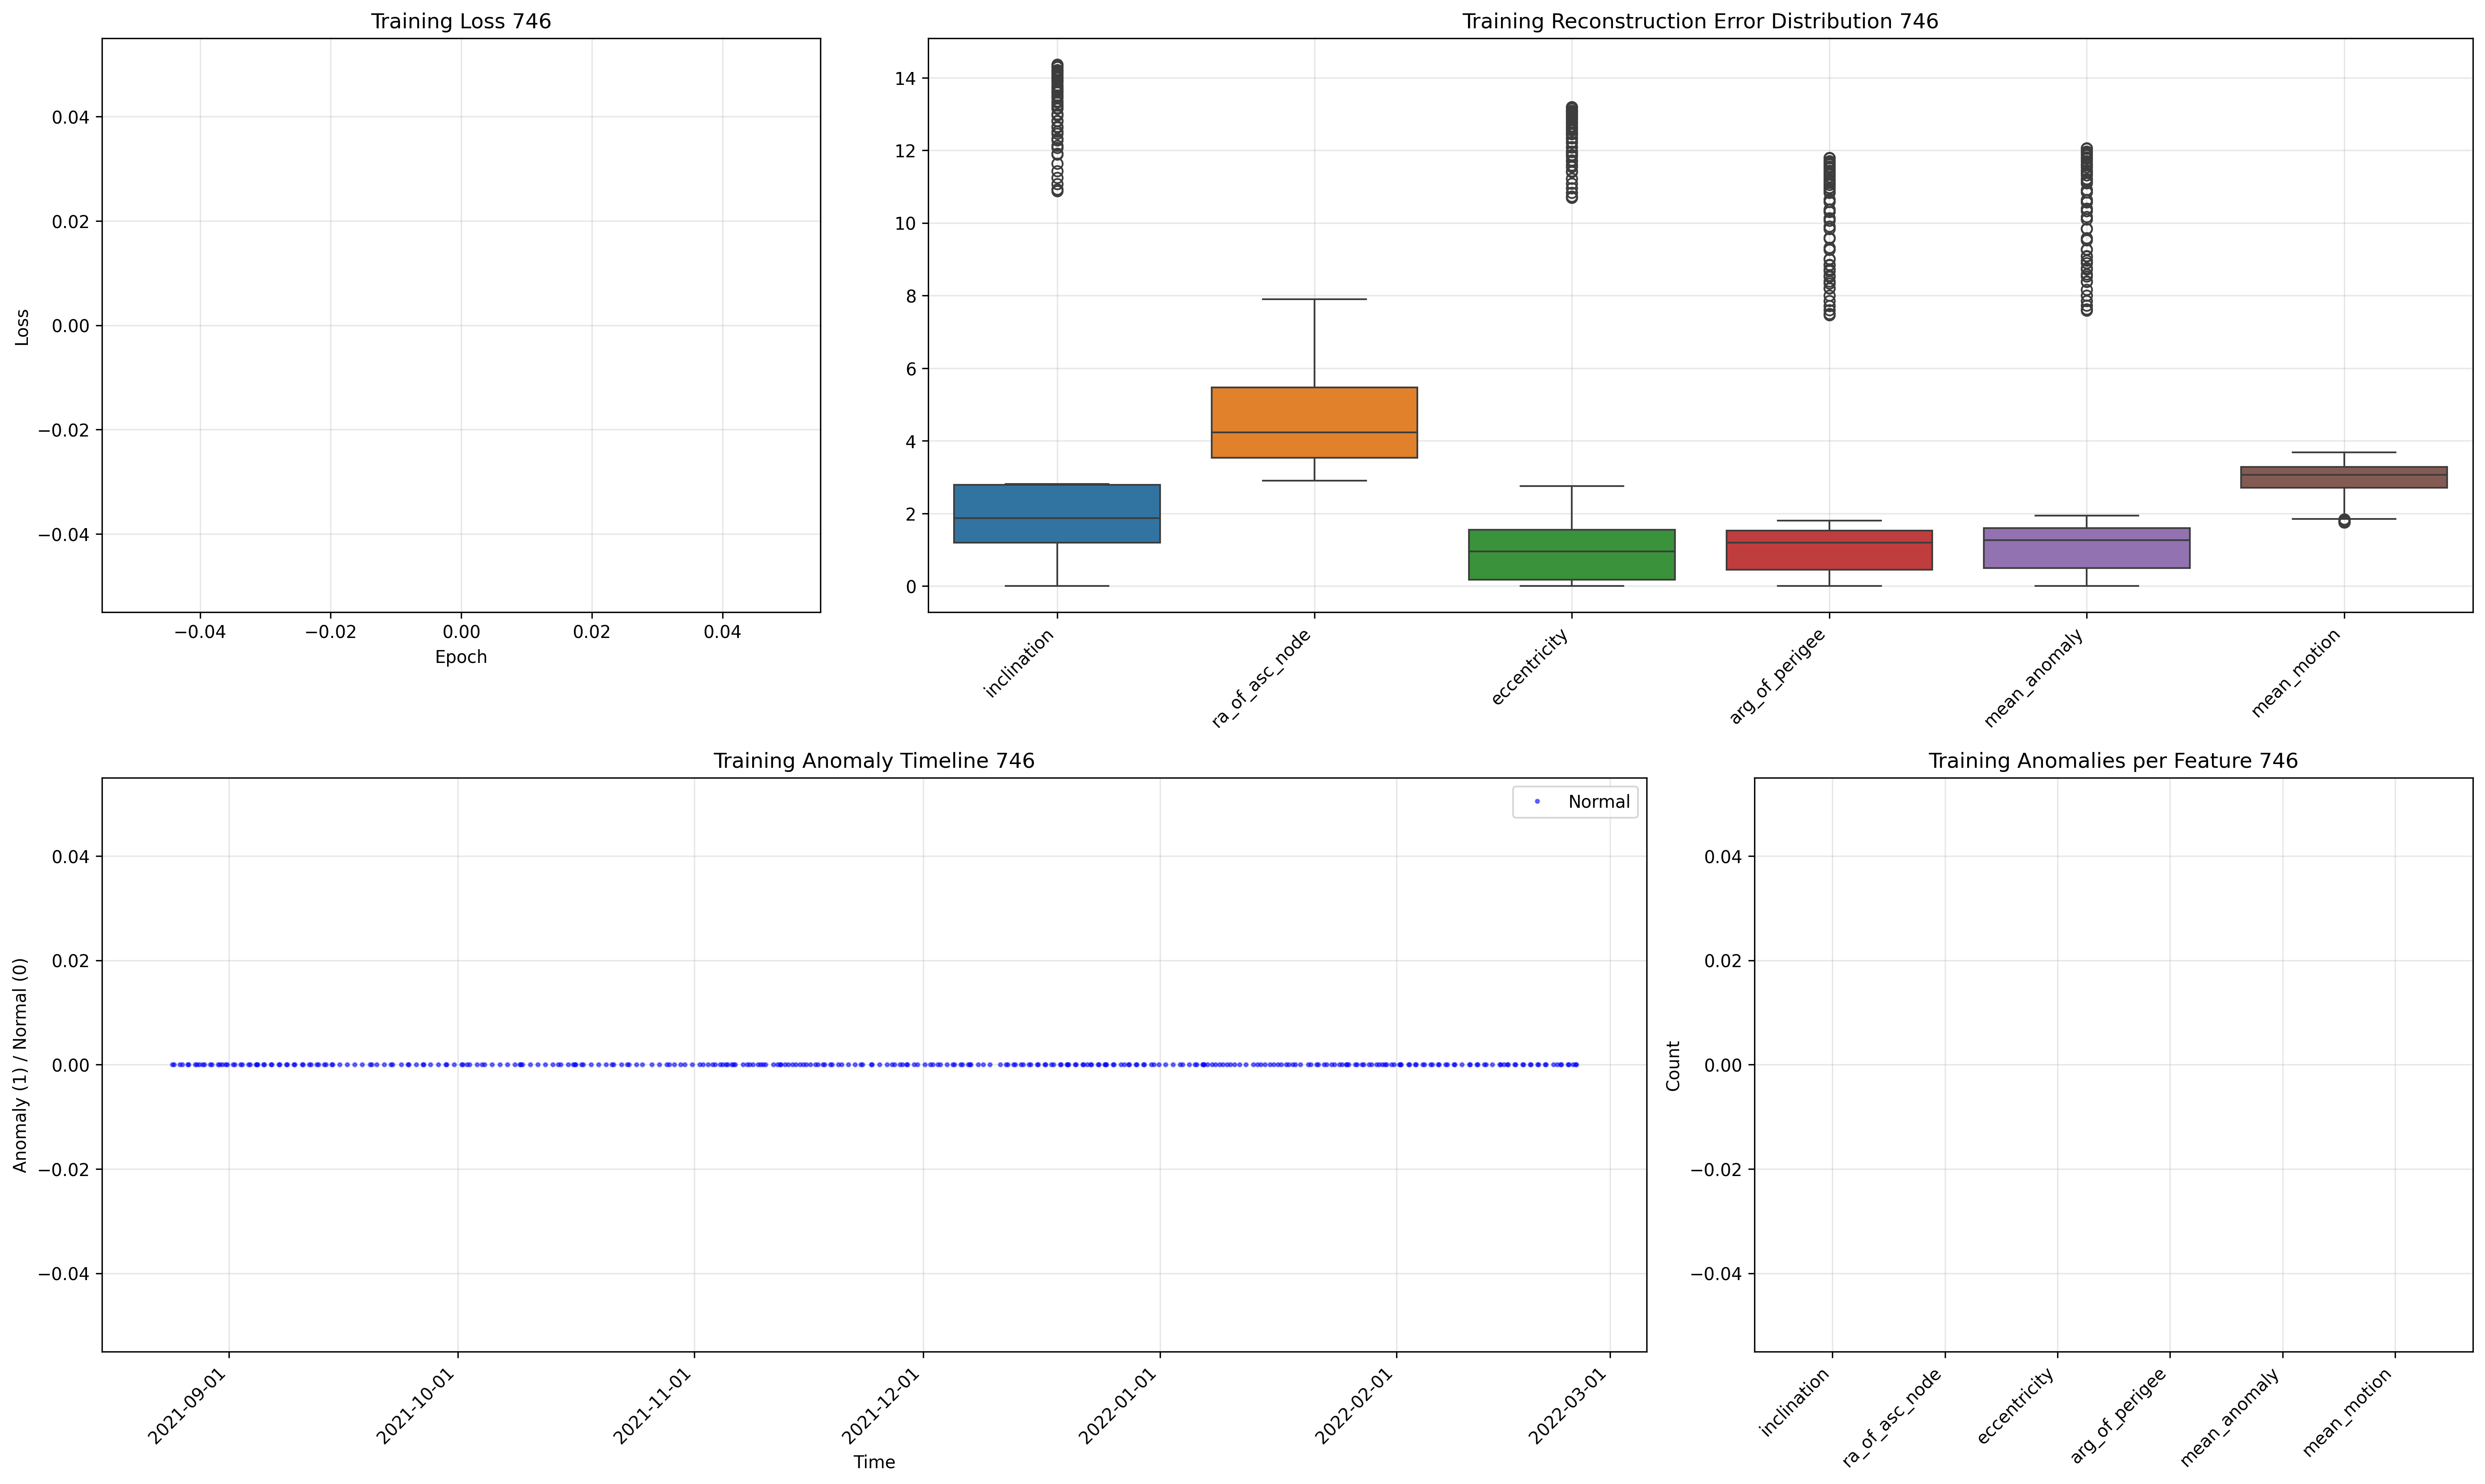 Training Loss 746
0.04
0.02
0.00
−0.02
−0.04
Loss
−0.04
−0.02
0.00
0.02
0.04
Epoch
Training Reconstruction Error Distribution 746
14
12
10
8
6
4
2
0
inclination
ra_of_asc_node
eccentricity
arg_of_perigee
mean_anomaly
mean_motion
Training Anomaly Timeline 746
Normal
0.04
0.02
0.00
−0.02
−0.04
Anomaly (1) / Normal (0)
2021-09-01
2021-10-01
2021-11-01
2021-12-01
2022-01-01
2022-02-01
2022-03-01
Time
Training Anomalies per Feature 746
0.04
0.02
0.00
−0.02
−0.04
Count
inclination
ra_of_asc_node
eccentricity
arg_of_perigee
mean_anomaly
mean_motion